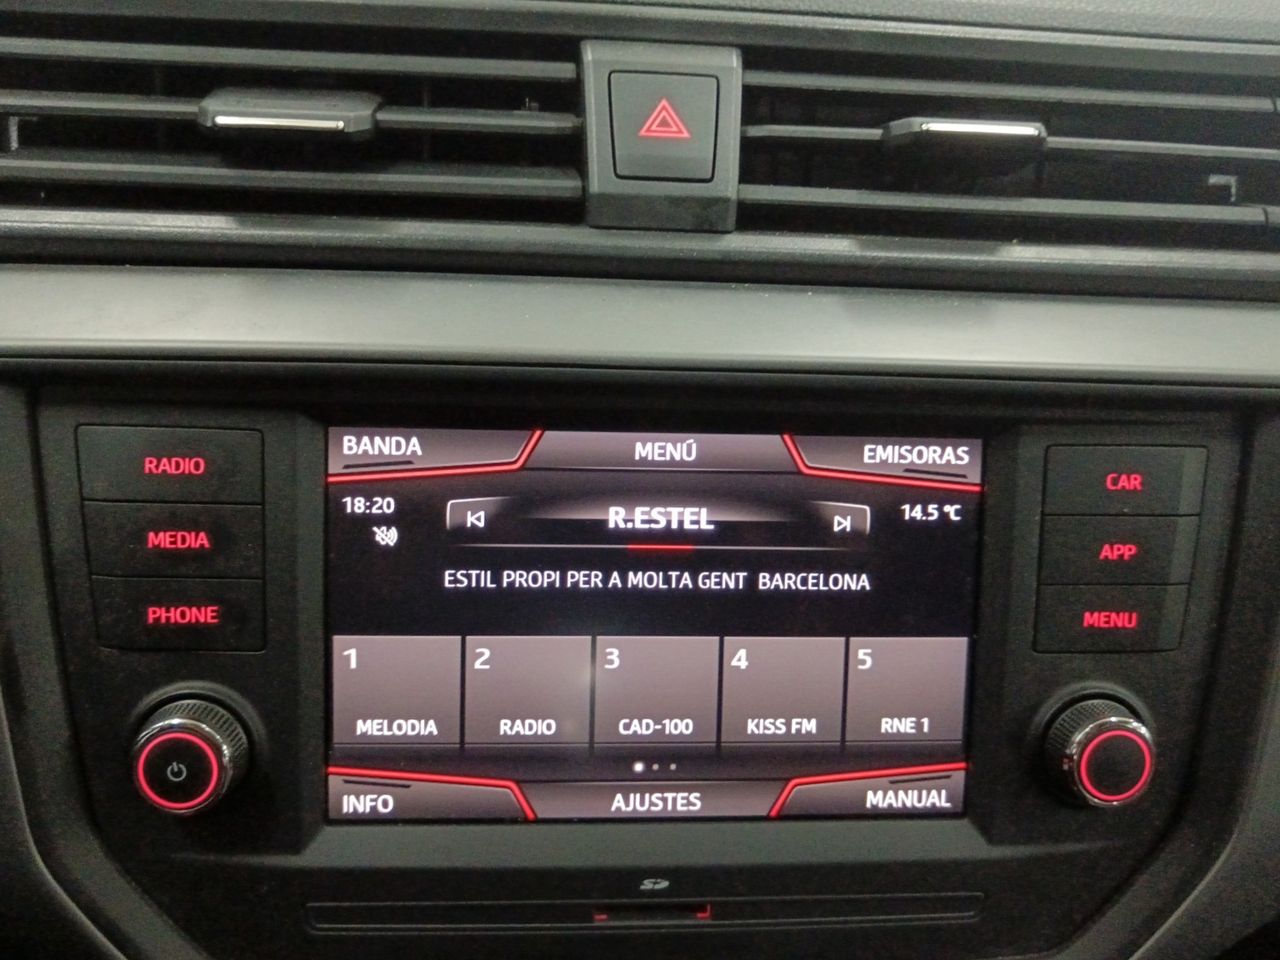 BANDA MENÚ EMISORAS
18:20 R.ESTEL 14.5 °C
ESTIL PROPI PER A MOLTA GENT BARCELONA
1 2 3 4 5
MELODIA RADIO CAD-100 KISS FM RNE 1
INFO AJUSTES MANUAL
RADIO
MEDIA
PHONE
CAR
APP
MENU
SD